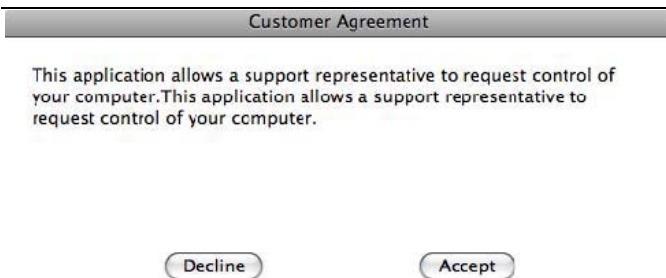 Customer Agreement
This application allows a support representative to request control of
your computer.This application allows a support representative to
request control of your computer.
Decline Accept